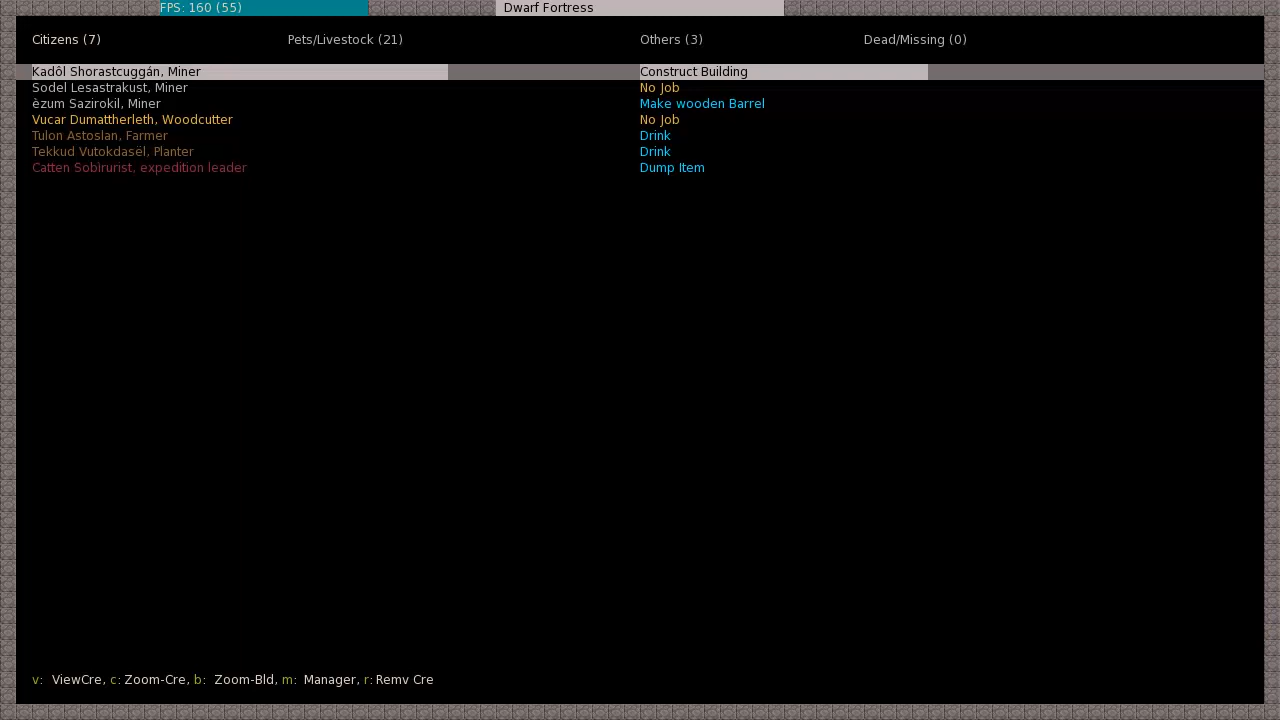 FPS: 160 (55) Dwarf Fortress
Citizens (7) Pets/Livestock (21) Others (3) Dead/Missing (0)
Kadôl Shorastcuggán, Miner Construct Building
Sodel Lesastrakust, Miner No Job
èzum Sazirokil, Miner Make wooden Barrel
Vucar Dumattherleth, Woodcutter No Job
Tulon Astoslan, Farmer Drink
Tekkud Vutokdasël, Planter Drink
Catten Sobìrurist, expedition leader Dump Item
v: ViewCre, c: Zoom-Cre, b: Zoom-Bld, m: Manager, r: Remv Cre